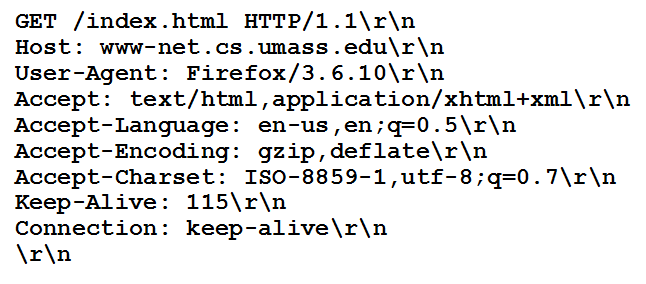 GET /index.html HTTP/1.1\r\n
Host: www-net.cs.umass.edu\r\n
User-Agent: Firefox/3.6.10\r\n
Accept: text/html,application/xhtml+xml\r\n
Accept-Language: en-us,en;q=0.5\r\n
Accept-Encoding: gzip,deflate\r\n
Accept-Charset: ISO-8859-1,utf-8;q=0.7\r\n
Keep-Alive: 115\r\n
Connection: keep-alive\r\n
\r\n